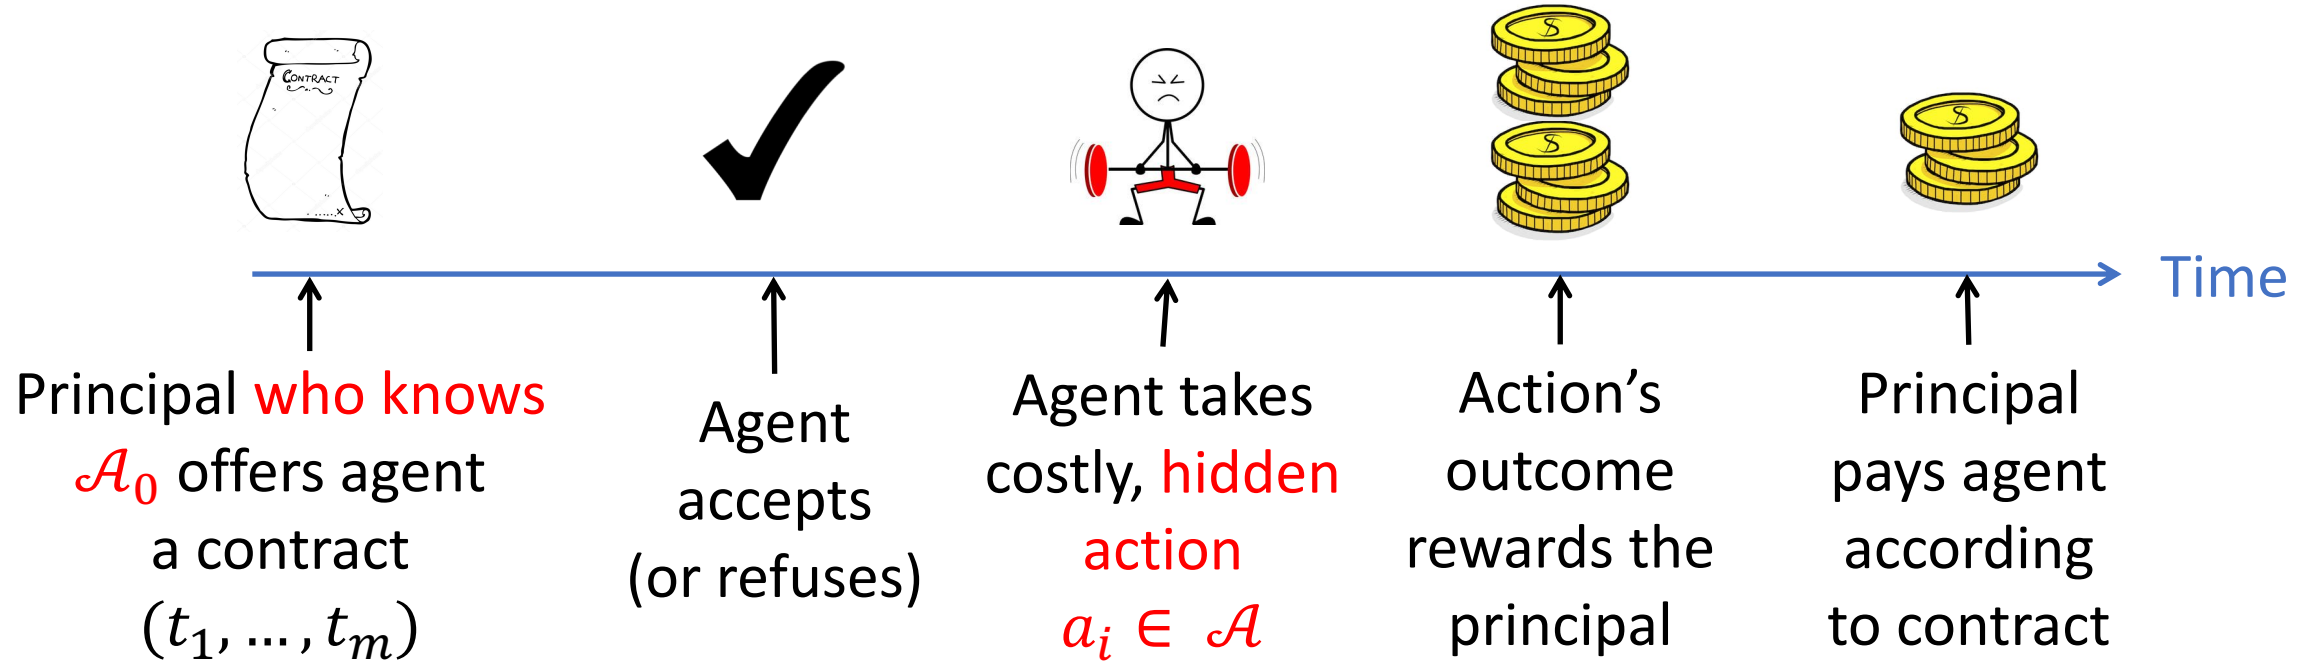 CONTRACT
x
$
$
$
Time
Principal who knows
𝒜₀ offers agent
a contract
(t₁, … , tₘ)
Agent
accepts
(or refuses)
Agent takes
costly, hidden
action
aᵢ ∈ 𝒜
Action’s
outcome
rewards the
principal
Principal
pays agent
according
to contract